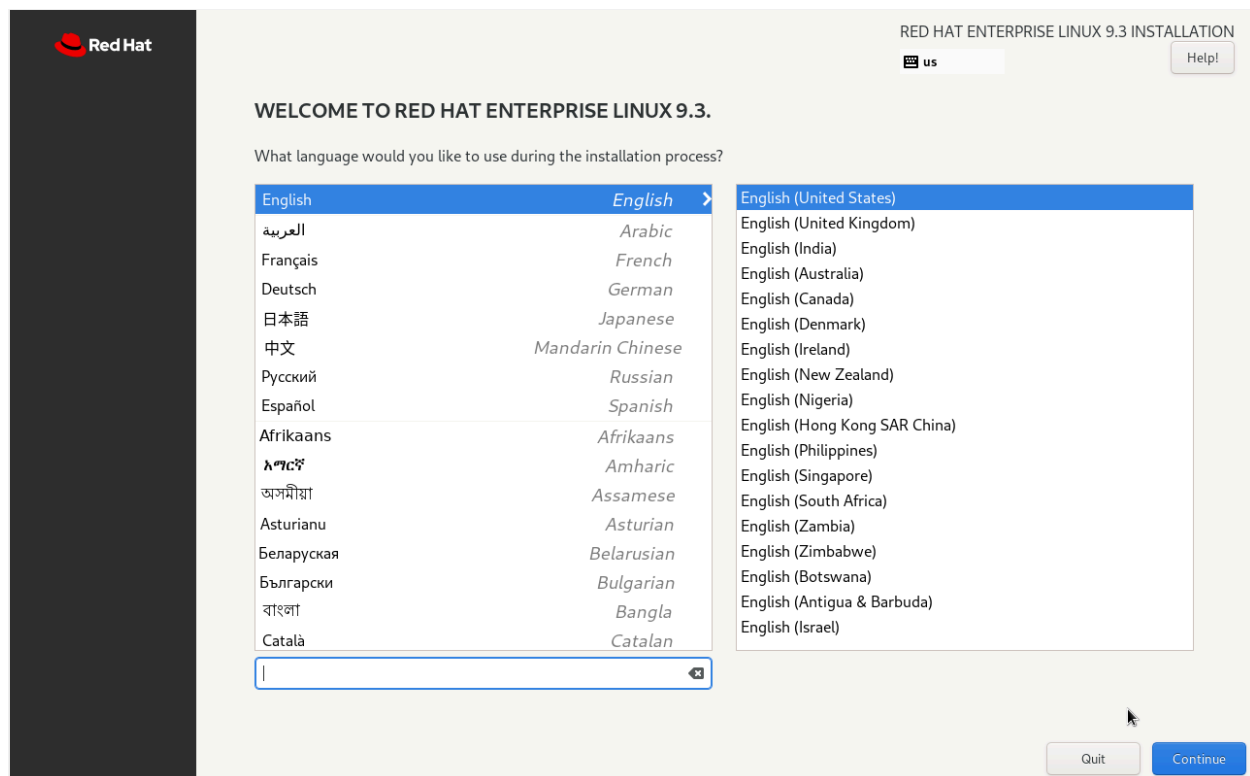 Red Hat
RED HAT ENTERPRISE LINUX 9.3 INSTALLATION
us
Help!
WELCOME TO RED HAT ENTERPRISE LINUX 9.3.
What language would you like to use during the installation process?
English English
العربية Arabic
Français French
Deutsch German
日本語 Japanese
中文 Mandarin Chinese
Русский Russian
Español Spanish
Afrikaans Afrikaans
አማርኛ Amharic
অসমীয়া Assamese
Asturianu Asturian
Беларуская Belarusian
Български Bulgarian
বাংলা Bangla
Català Catalan
English (United States)
English (United Kingdom)
English (India)
English (Australia)
English (Canada)
English (Denmark)
English (Ireland)
English (New Zealand)
English (Nigeria)
English (Hong Kong SAR China)
English (Philippines)
English (Singapore)
English (South Africa)
English (Zambia)
English (Zimbabwe)
English (Botswana)
English (Antigua & Barbuda)
English (Israel)
Quit
Continue